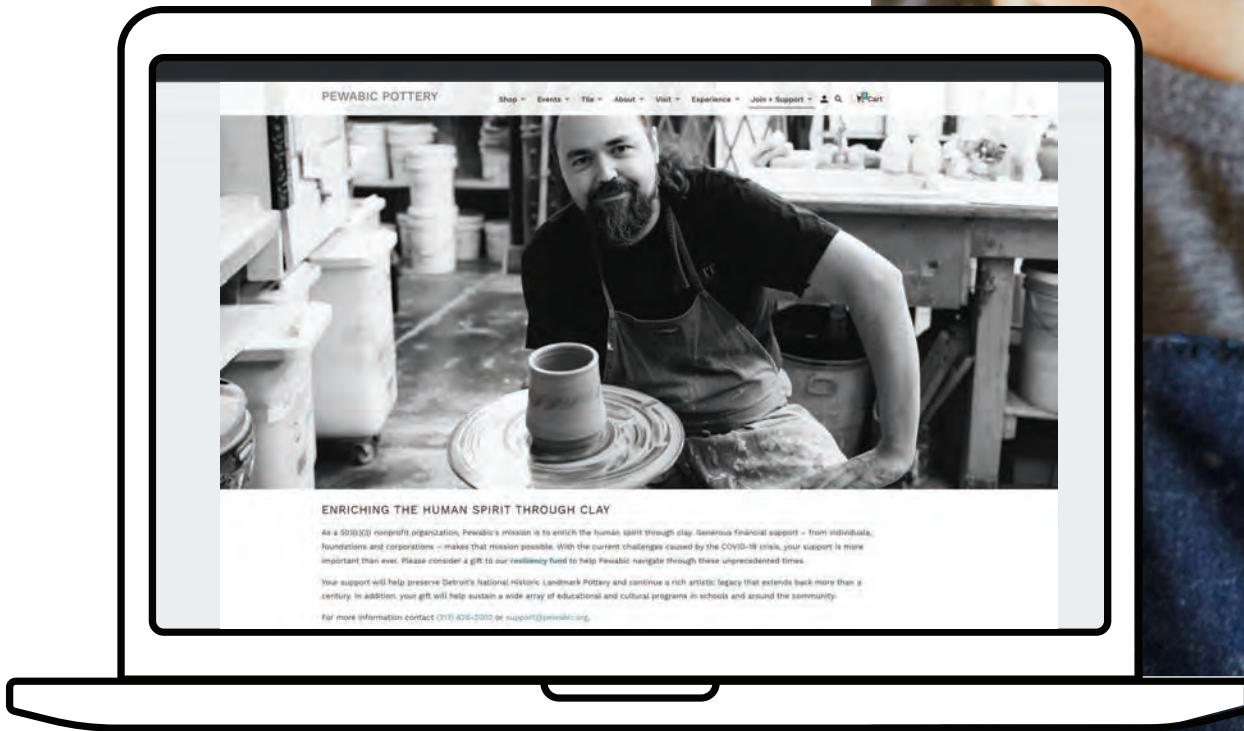 PEWABIC POTTERY
Shop Events Tile About Visit Experience Join + Support Cart
ENRICHING THE HUMAN SPIRIT THROUGH CLAY
As a 501(c)(3) nonprofit organization, Pewabic's mission is to enrich the human spirit through clay. Generous financial support – from individuals,
foundations and corporations – makes that mission possible. With the current challenges caused by the COVID-19 crisis, your support is more
important than ever. Please consider a gift to our resiliency fund to help Pewabic navigate through these unprecedented times.
Your support will help preserve Detroit's National Historic Landmark Pottery and continue a rich artistic legacy that extends back more than a
century. In addition, your gift will help sustain a wide array of educational and cultural programs in schools and around the community.
For more information contact (313) 626-2002 or support@pewabic.org.